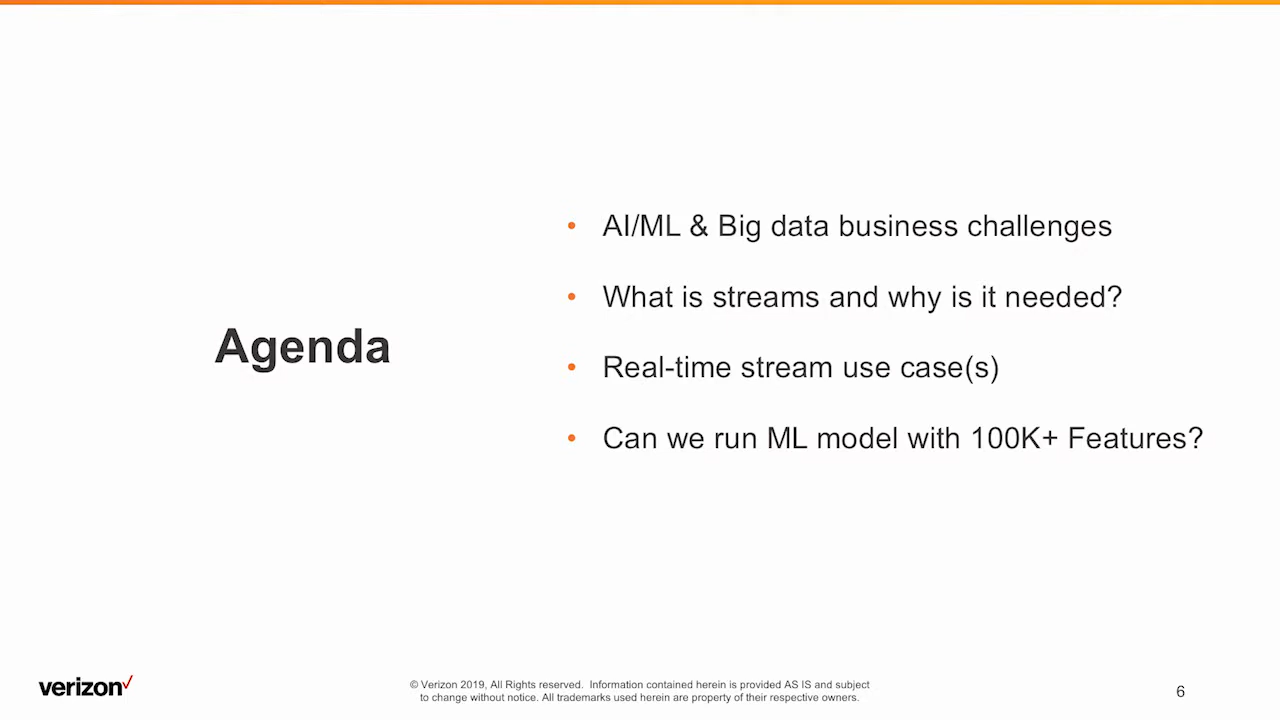 Agenda
• AI/ML & Big data business challenges
• What is streams and why is it needed?
• Real-time stream use case(s)
• Can we run ML model with 100K+ Features?
verizon
© Verizon 2019, All Rights reserved. Information contained herein is provided AS IS and subject
to change without notice. All trademarks used herein are property of their respective owners.
6